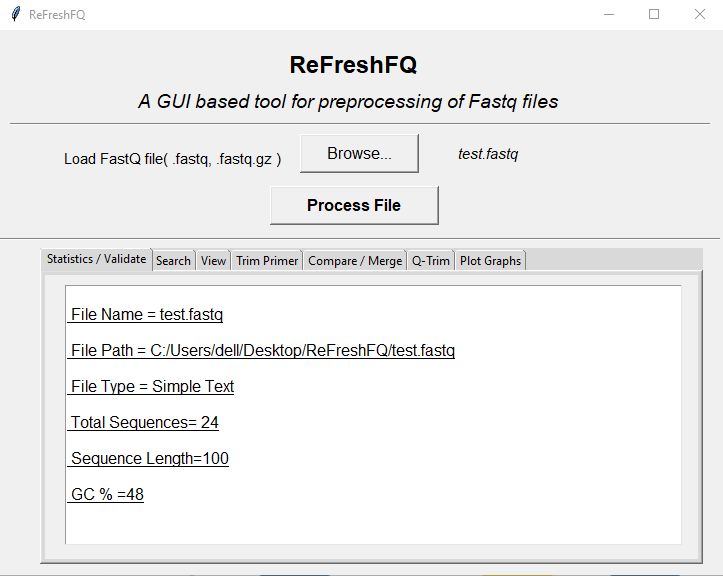 ReFreshFQ
ReFreshFQ
A GUI based tool for preprocessing of Fastq files
Load FastQ file( .fastq, .fastq.gz ) Browse... test.fastq
Process File
Statistics / Validate Search View Trim Primer Compare / Merge Q-Trim Plot Graphs
File Name = test.fastq
File Path = C:/Users/dell/Desktop/ReFreshFQ/test.fastq
File Type = Simple Text
Total Sequences= 24
Sequence Length=100
GC % =48